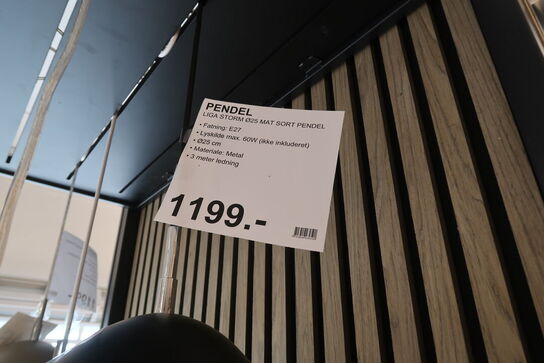 PENDEL
LIGA STORM Ø25 MAT SORT PENDEL
• Fatning: E27
• Lyskilde max. 60W (ikke inkluderet)
• Ø25 cm
• Materiale: Metal
• 3 meter ledning
1199.-